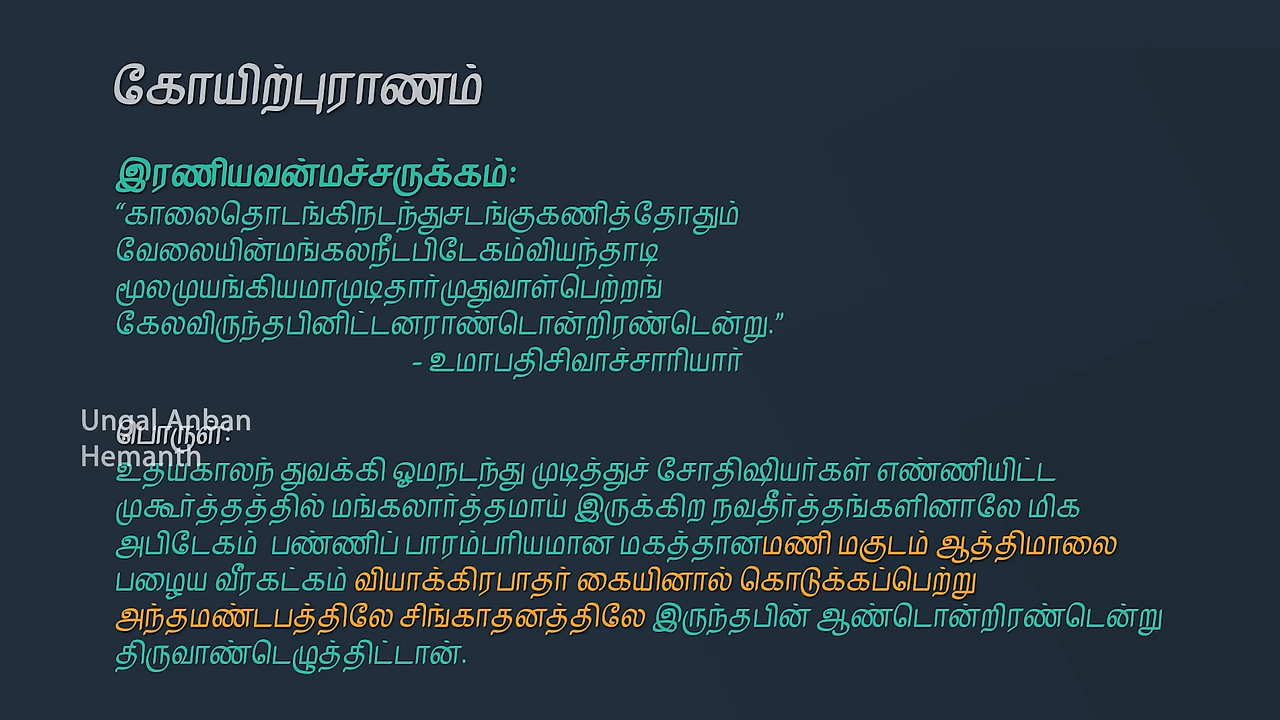 கோயிற்புராணம்
இரணியவன்மச்சருக்கம்:
“காலைதொடங்கிநடந்துசடங்குகணித்தோதும்
வேலையின்மங்கலநீடபிடேகம்வியந்தாடி
மூலமுயங்கியமாமுடிதார்முதுவாள்பெற்றங்
கேலவிருந்தபினிட்டனராண்டொன்றிரண்டென்று.”
- உமாபதிசிவாச்சாரியார்
Ungal Anban
பொருள்:
Hemanth
உதயகாலந் துவக்கி ஓமநடந்து முடித்துச் சோதிஷியர்கள் எண்ணியிட்ட
முகூர்த்தத்தில் மங்கலார்த்தமாய் இருக்கிற நவதீர்த்தங்களினாலே மிக
அபிடேகம் பண்ணிப் பாரம்பரியமான மகத்தானமணி மகுடம் ஆத்திமாலை
பழைய வீரகட்கம் வியாக்கிரபாதர் கையினால் கொடுக்கப்பெற்று
அந்தமண்டபத்திலே சிங்காதனத்திலே இருந்தபின் ஆண்டொன்றிரண்டென்று
திருவாண்டெழுத்திட்டான்.